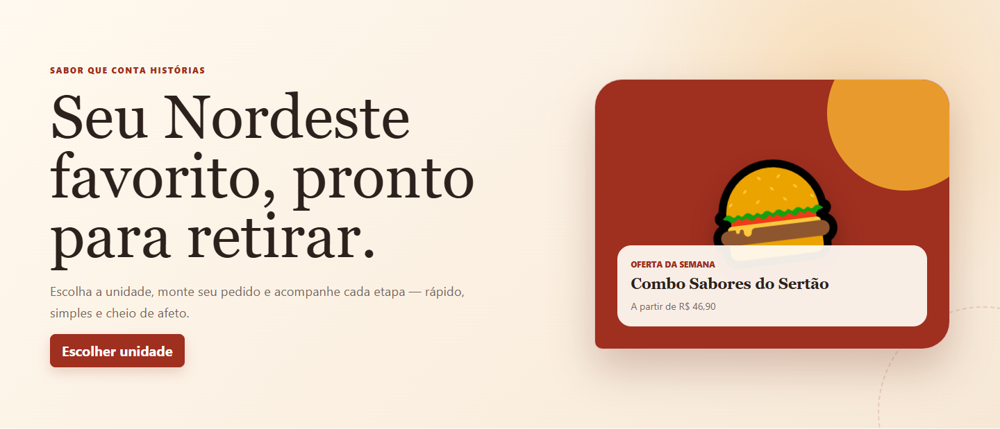 SABOR QUE CONTA HISTÓRIAS
Seu Nordeste
favorito, pronto
para retirar.
Escolha a unidade, monte seu pedido e acompanhe cada etapa — rápido,
simples e cheio de afeto.
Escolher unidade
OFERTA DA SEMANA
Combo Sabores do Sertão
A partir de R$ 46,90